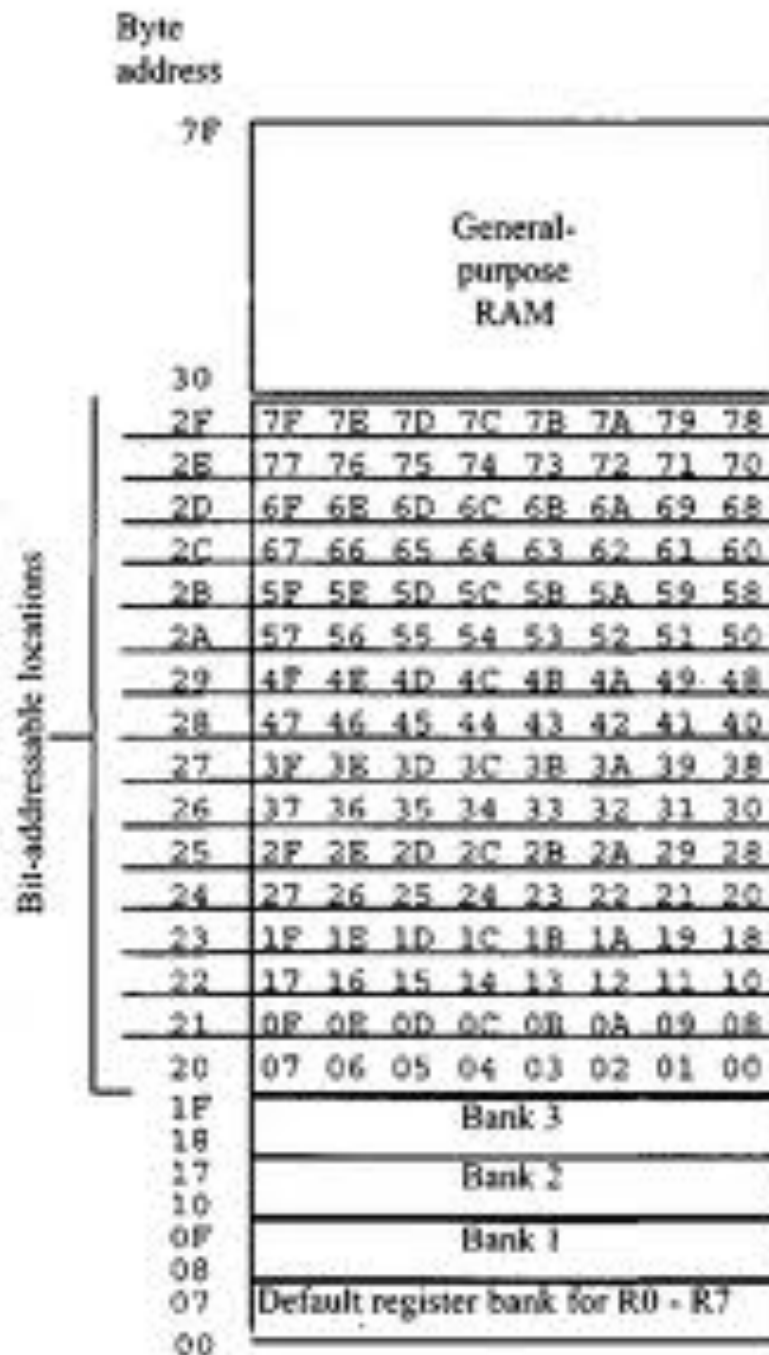 Byte
address
7F
General-
purpose
RAM
30
2F 7F 7E 7D 7C 7B 7A 79 78
2E 77 76 75 74 73 72 71 70
2D 6F 6E 6D 6C 6B 6A 69 68
2C 67 66 65 64 63 62 61 60
2B 5F 5E 5D 5C 5B 5A 59 58
2A 57 56 55 54 53 52 51 50
29 4F 4E 4D 4C 4B 4A 49 48
28 47 46 45 44 43 42 41 40
27 3F 3E 3D 3C 3B 3A 39 38
26 37 36 35 34 33 32 31 30
25 2F 2E 2D 2C 2B 2A 29 28
24 27 26 25 24 23 22 21 20
23 1F 1E 1D 1C 1B 1A 19 18
22 17 16 15 14 13 12 11 10
21 0F 0E 0D 0C 0B 0A 09 08
20 07 06 05 04 03 02 01 00
Bit-addressable locations
1F Bank 3
18
17 Bank 2
10
0F Bank 1
08
07 Default register bank for R0 - R7
00